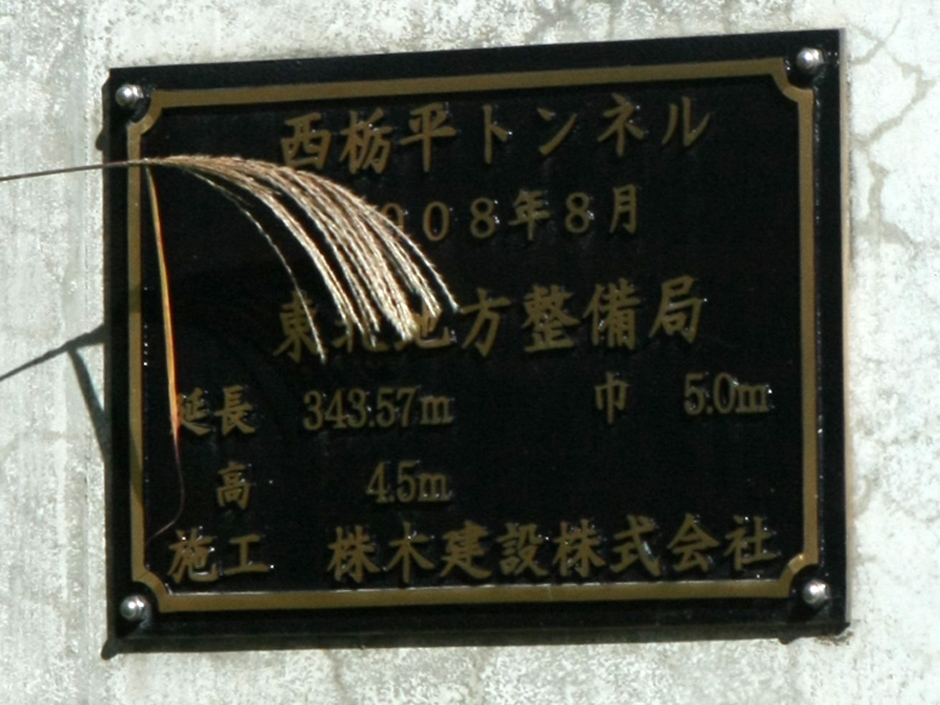 西栃平トンネル
2008年8月
東北地方整備局
延長 343.57m 巾 5.0m
高 4.5m
施工 株木建設株式会社